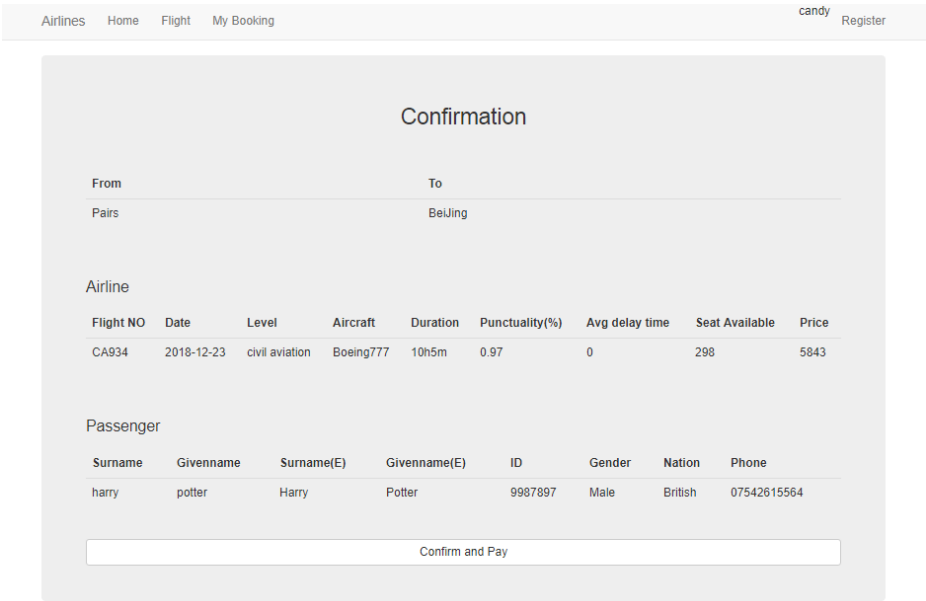 Airlines Home Flight My Booking candy Register
Confirmation
From To
Pairs BeiJing
Airline
Flight NO Date Level Aircraft Duration Punctuality(%) Avg delay time Seat Available Price
CA934 2018-12-23 civil aviation Boeing777 10h5m 0.97 0 298 5843
Passenger
Surname Givenname Surname(E) Givenname(E) ID Gender Nation Phone
harry potter Harry Potter 9987897 Male British 07542615564
Confirm and Pay